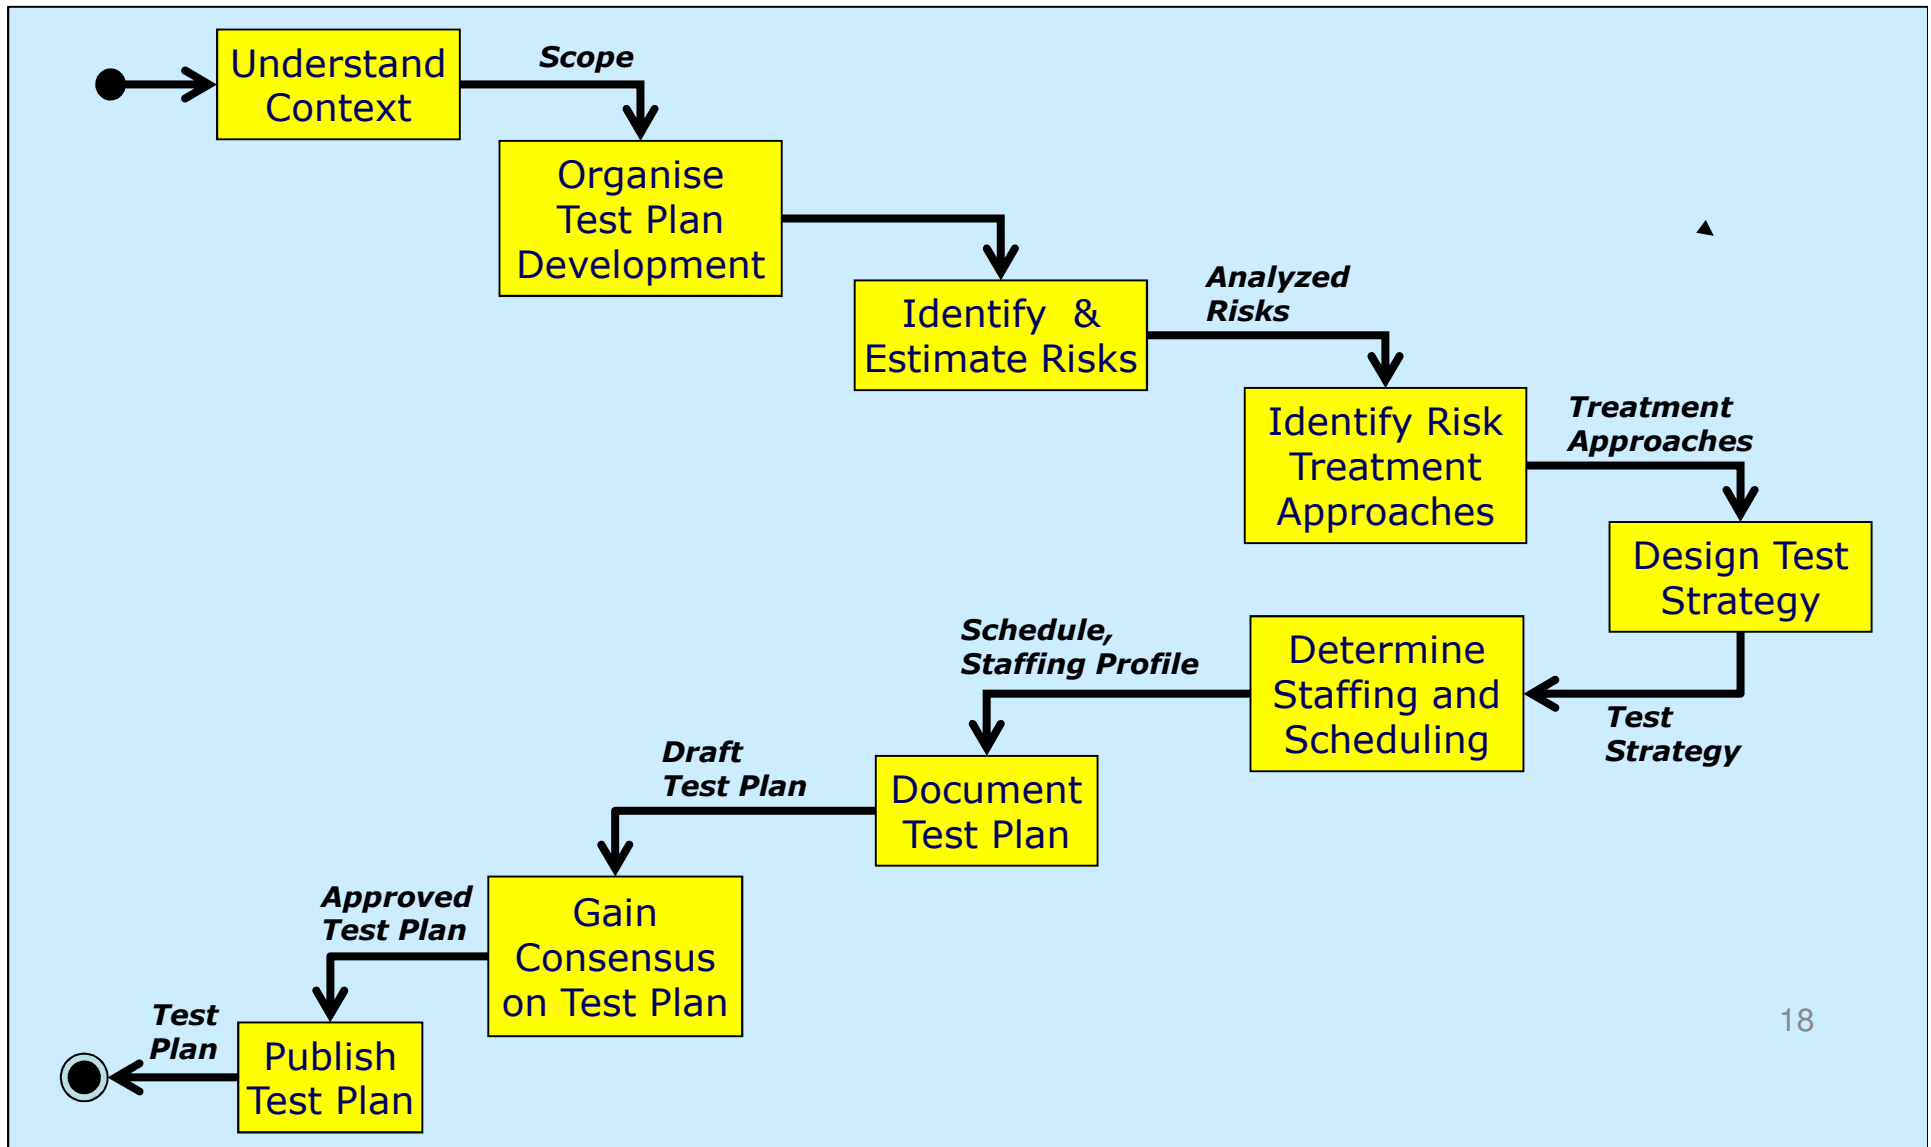 Understand
Context
Scope
Organise
Test Plan
Development
Identify  &
Estimate Risks
Analyzed
Risks
Identify Risk
Treatment
Approaches
Treatment
Approaches
Design Test
Strategy
Test
Strategy
Determine
Staffing and
Scheduling
Schedule,
Staffing Profile
Document
Test Plan
Draft
Test Plan
Gain
Consensus
on Test Plan
Approved
Test Plan
Publish
Test Plan
Test
Plan
18